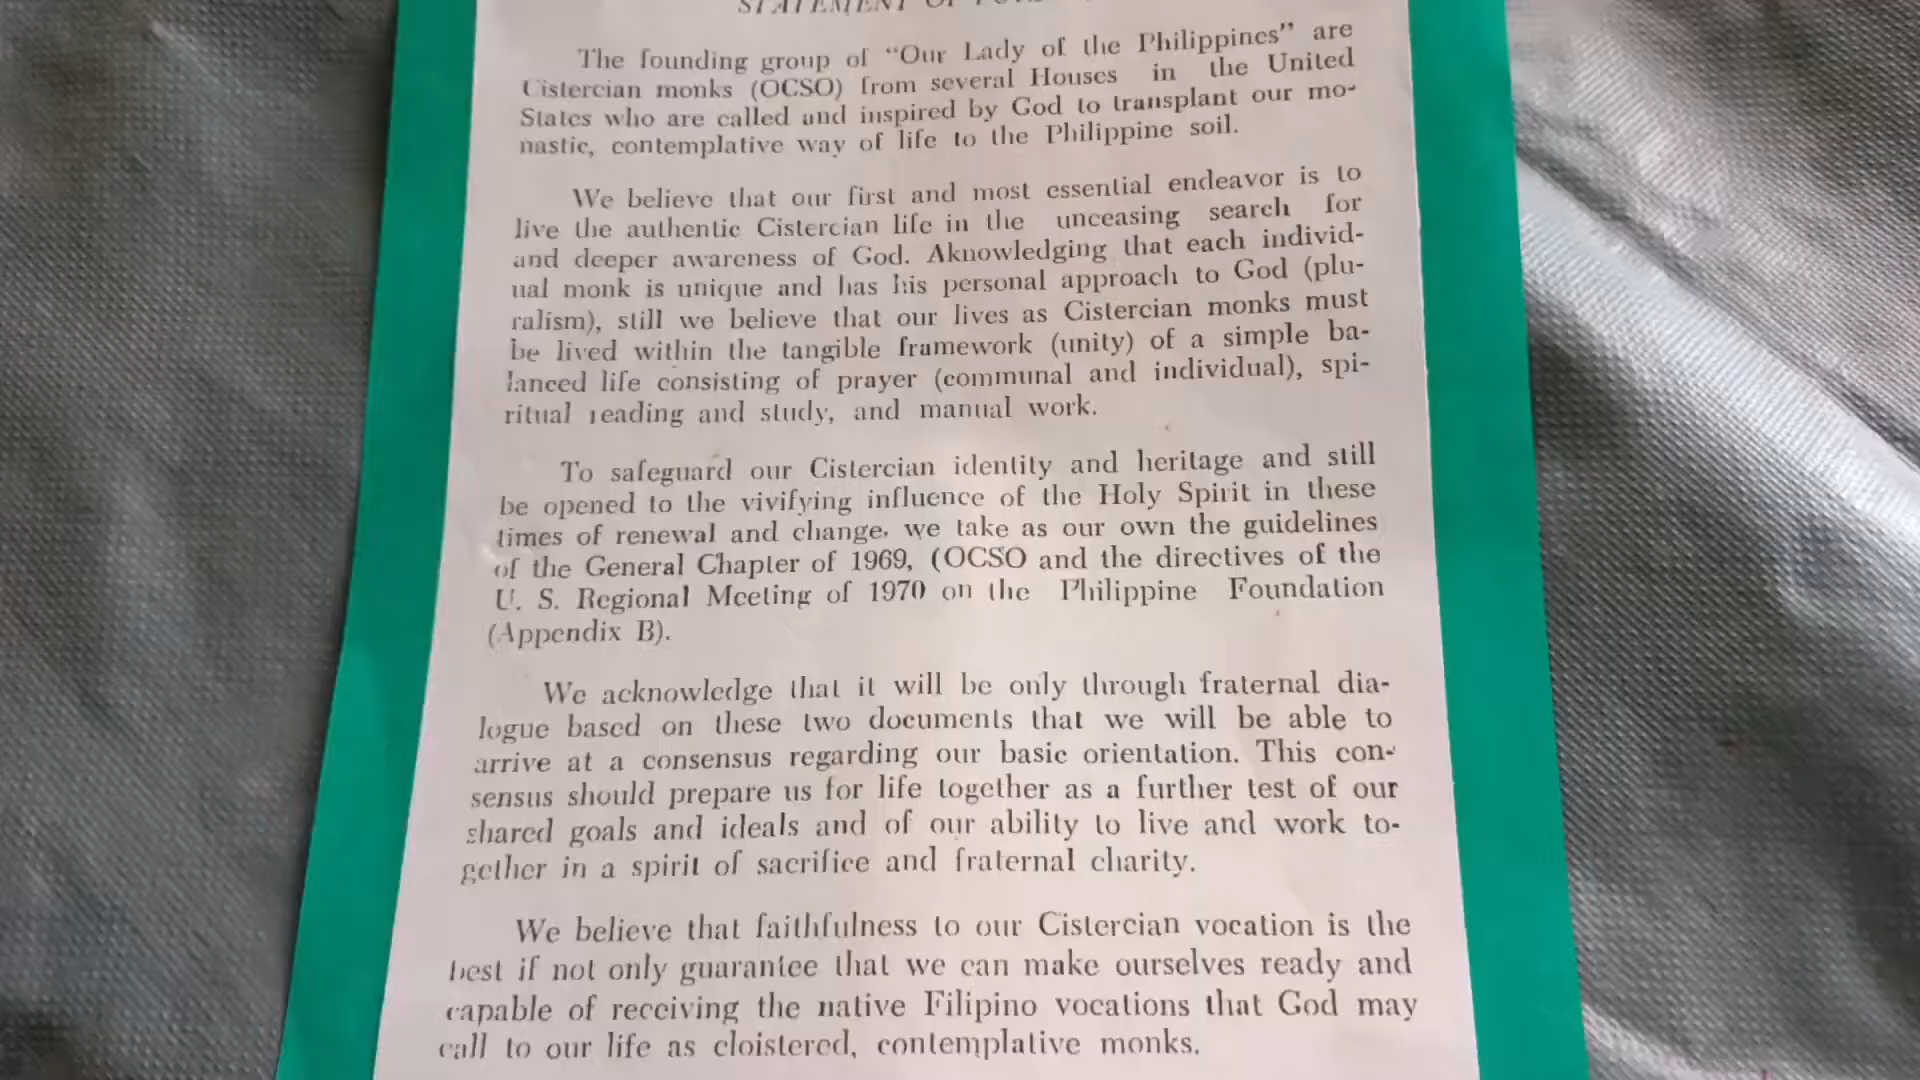 STATEMENT OF
The founding group of “Our Lady of the Philippines” are
Cistercian monks (OCSO) from several Houses in the United
States who are called and inspired by God to transplant our mo-
nastic, contemplative way of life to the Philippine soil.
We believe that our first and most essential endeavor is to
live the authentic Cistercian life in the unceasing search for
and deeper awareness of God. Aknowledging that each individ-
ual monk is unique and has his personal approach to God (plu-
ralism), still we believe that our lives as Cistercian monks must
be lived within the tangible framework (unity) of a simple ba-
lanced life consisting of prayer (communal and individual), spi-
ritual reading and study, and manual work.
To safeguard our Cistercian identity and heritage and still
be opened to the vivifying influence of the Holy Spirit in these
times of renewal and change, we take as our own the guidelines
of the General Chapter of 1969, (OCSO and the directives of the
U. S. Regional Meeting of 1970 on the Philippine Foundation
(Appendix B).
We acknowledge that it will be only through fraternal dia-
logue based on these two documents that we will be able to
arrive at a consensus regarding our basic orientation. This con-
sensus should prepare us for life together as a further test of our
shared goals and ideals and of our ability to live and work to-
gether in a spirit of sacrifice and fraternal charity.
We believe that faithfulness to our Cistercian vocation is the
best if not only guarantee that we can make ourselves ready and
capable of receiving the native Filipino vocations that God may
call to our life as cloistered, contemplative monks.